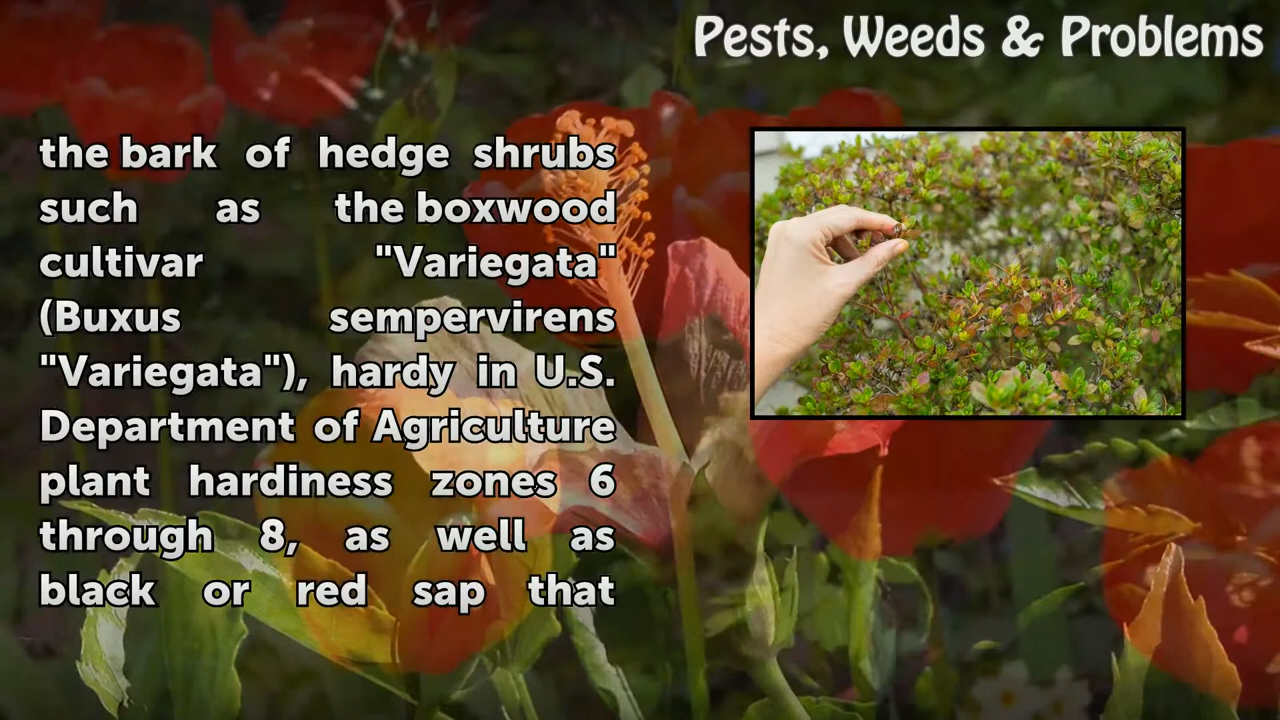 Pests, Weeds & Problems
the bark of hedge shrubs
such as the boxwood
cultivar "Variegata"
(Buxus sempervirens
"Variegata"), hardy in U.S.
Department of Agriculture
plant hardiness zones 6
through 8, as well as
black or red sap that